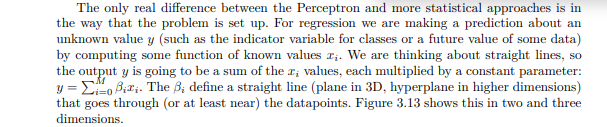 The only real difference between the Perceptron and more statistical approaches is in
the way that the problem is set up. For regression we are making a prediction about an
unknown value y (such as the indicator variable for classes or a future value of some data)
by computing some function of known values xᵢ. We are thinking about straight lines, so
the output y is going to be a sum of the xᵢ values, each multiplied by a constant parameter:
y = ∑ᴹᵢ₌₀ βᵢxᵢ. The βᵢ define a straight line (plane in 3D, hyperplane in higher dimensions)
that goes through (or at least near) the datapoints. Figure 3.13 shows this in two and three
dimensions.